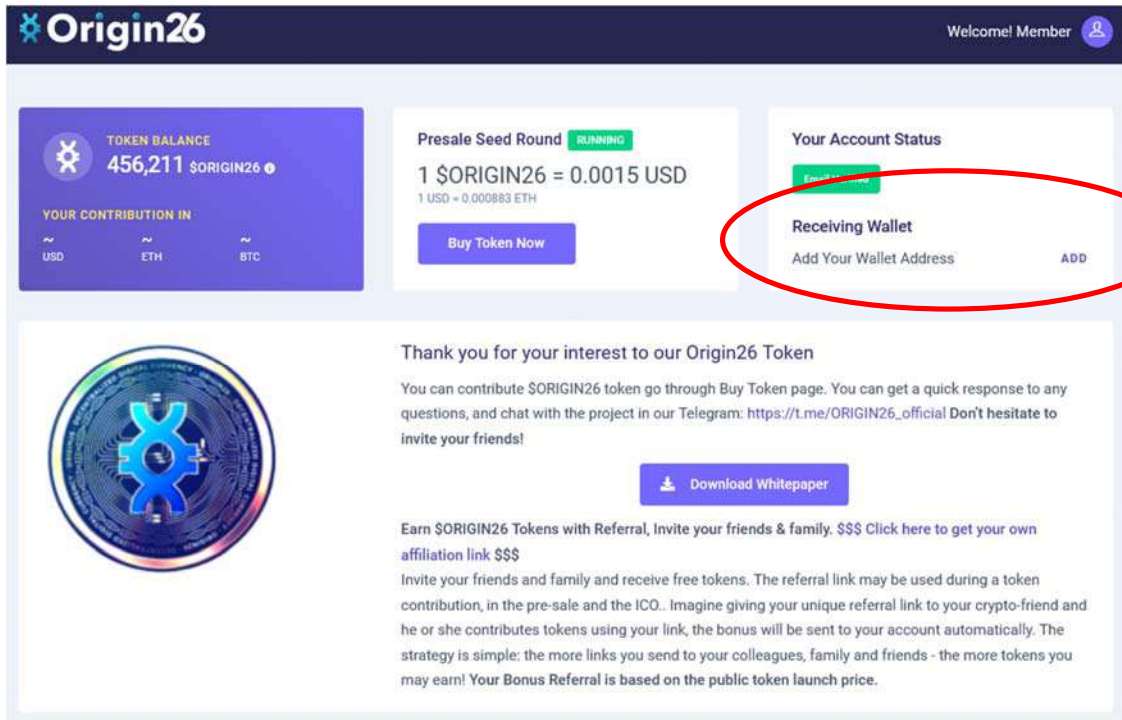 Origin26
Welcome! Member
TOKEN BALANCE
456,211 $ORIGIN26
YOUR CONTRIBUTION IN
~ ~ ~
USD ETH BTC
Presale Seed Round RUNNING
1 $ORIGIN26 = 0.0015 USD
1 USD = 0.000883 ETH
Buy Token Now
Your Account Status
Receiving Wallet
Add Your Wallet Address ADD
Thank you for your interest to our Origin26 Token
You can contribute $ORIGIN26 token go through Buy Token page. You can get a quick response to any
questions, and chat with the project in our Telegram: https://t.me/ORIGIN26_official Don't hesitate to
invite your friends!
Download Whitepaper
Earn $ORIGIN26 Tokens with Referral, Invite your friends & family. $$$ Click here to get your own
affiliation link $$$
Invite your friends and family and receive free tokens. The referral link may be used during a token
contribution, in the pre-sale and the ICO.. Imagine giving your unique referral link to your crypto-friend and
he or she contributes tokens using your link, the bonus will be sent to your account automatically. The
strategy is simple: the more links you send to your colleagues, family and friends - the more tokens you
may earn! Your Bonus Referral is based on the public token launch price.